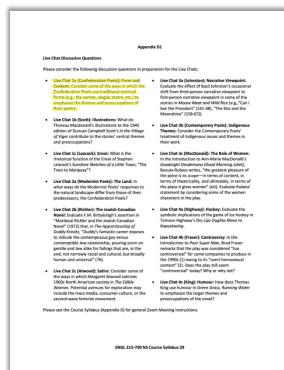 Appendix D1
Live Chat Discussion Questions
Please consider the following discussion questions in preparation for the Live Chats:
• Live Chat 1a (Confederation Poets): Form and
Content: Consider some of the ways in which the
Confederation Poets use traditional metrical
forms (e.g., the sonnet, elegiac metre, etc.) to
emphasize the themes and preoccupations of
their poetry.
• Live Chat 1b (Scott): Illustrations: What do
Thomas Macdonald's illustrations to the 1945
edition of Duncan Campbell Scott's In the Village
of Viger contribute to the stories' central themes
and preoccupations?
• Live Chat 1c (Leacock): Envoi: What is the
rhetorical function of the Envoi of Stephen
Leacock's Sunshine Sketches of a Little Town, "The
Train to Mariposa"?
• Live Chat 2a (Modernist Poets): The Land: In
what ways do the Modernist Poets' responses to
the natural landscape differ from those of their
predecessors, the Confederation Poets?
• Live Chat 2b (Richler): The Jewish-Canadian
Novel: Evaluate F.M. Birbalsingh's assertion in
"Mordecai Richler and the Jewish-Canadian
Novel" (1972) that, in The Apprenticeship of
Duddy Kravitz, "Duddy's fantastic career exposes
to ridicule the contemptuous gey versus
contemptible Jew relationship, pouring scorn on
gentile and Jew alike for failings that are, in the
end, not narrowly racial and cultural, but broadly
human and universal" (76).
• Live Chat 2c (Atwood): Satire: Consider some of
the ways in which Margaret Atwood satirizes
1960s North American society in The Edible
Woman. Potential avenues for exploration may
include the mass media, consumer culture, or the
second-wave feminist movement.
• Live Chat 3a (Johnson): Narrative Viewpoint:
Evaluate the effect of Basil Johnston's occasional
shift from third-person narrative viewpoint to
first-person narrative viewpoint in some of the
stories in Moose Meat and Wild Rice (e.g., "Can I
See the President" [141-48], "The Kiss and the
Moonshine" [158-67]).
• Live Chat 3b (Contemporary Poets): Indigenous
Themes: Consider the Contemporary Poets'
treatment of Indigenous issues and themes in
their work.
• Live Chat 3c (MacDonald): The Role of Women:
In the Introduction to Ann-Marie MacDonald's
Goodnight Desdemona (Good Morning Juliet),
Banuta Rubess writes, "the greatest pleasure of
the piece is its scope—in terms of content, in
terms of theatricality, and ultimately, in terms of
the place it gives women" (xiii). Evaluate Rubess'
statement by considering some of the women
characters in the play.
• Live Chat 4a (Highway): Hockey: Evaluate the
symbolic implications of the game of ice hockey in
Tomson Highway's Dry Lips Oughta Move to
Kapuskasing.
• Live Chat 4b (Fraser): Controversy: In the
Introduction to Poor Super Man, Brad Fraser
remarks that the play was considered "too
controversial" for some companies to produce in
the 1990s (1) owing to its "overt homosexual
content" (2). Does the play still seem
"controversial" today? Why or why not?
• Live Chat 4c (King): Humour: How does Thomas
King use humour in Green Grass, Running Water
to emphasize the larger themes and
preoccupations of the novel?
Please see the Course Syllabus (Appendix D) for general Zoom Meeting instructions.
ENGL 215-700 NS Course Syllabus 29